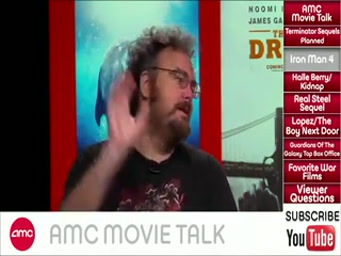 NOOMI
JAMES GA
TH
DR
COMING
AMC
Movie Talk
Terminator Sequels
Planned
Iron Man 4
Halle Berry/
Kidnap
Real Steel
Sequel
Lopez/The
Boy Next Door
Guardians Of The
Galaxy Top Box Office
Favorite War
Films
Viewer
Questions
SUBSCRIBE
YouTube
amc
AMC MOVIE TALK